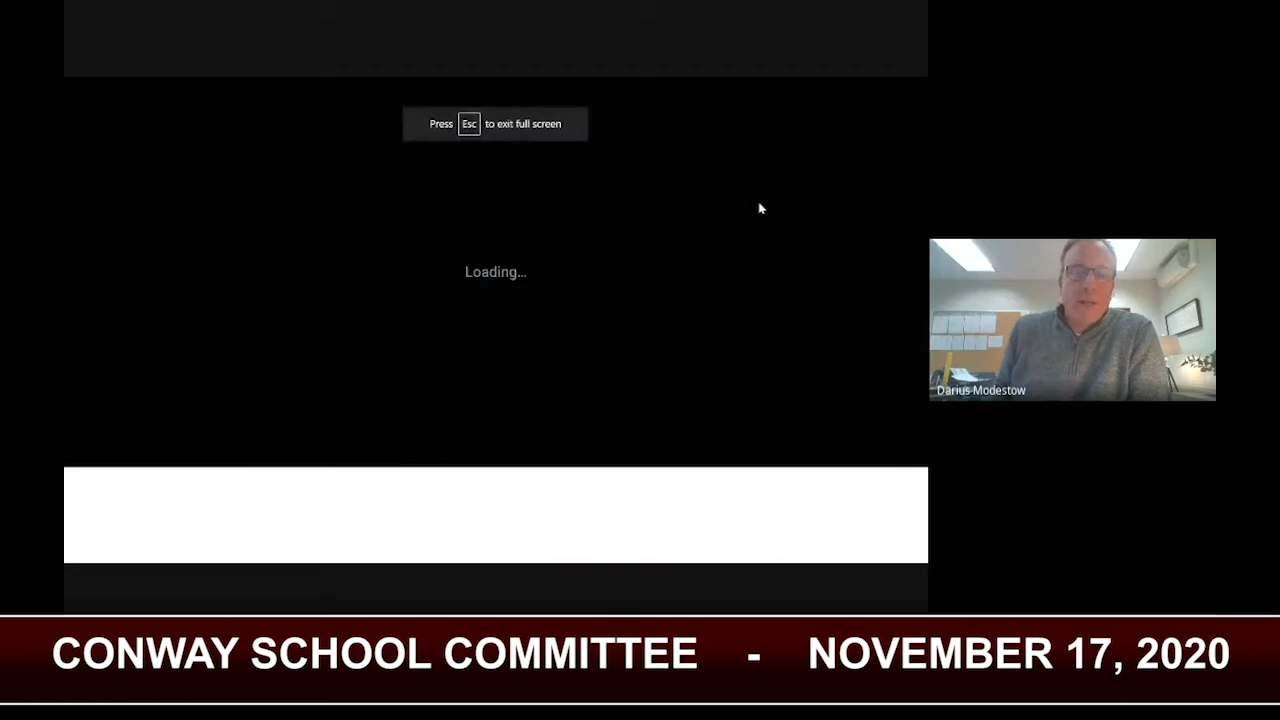 Press Esc to exit full screen
Loading...
Darius Modestow
CONWAY SCHOOL COMMITTEE - NOVEMBER 17, 2020